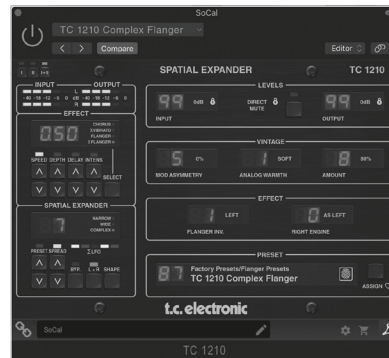 SoCal
TC 1210 Complex Flanger
Compare
Editor
I II I+II
SPATIAL EXPANDER TC 1210
INPUT OUTPUT
L
R
EFFECT
050
CHORUS
FLANGER
SPEED DEPTH DELAY INTENS
SELECT
SPATIAL EXPANDER
7
NARROW
WIDE
COMPLEX
PRESET SPREAD ΣLFO
BYP. L+R SHAPE
LEVELS
99 0dB DIRECT MUTE 99 0dB
INPUT OUTPUT
VINTAGE
5 0% 1 SOFT 8 88%
MOD ASYMMETRY ANALOG WARMTH AMOUNT
EFFECT
1 LEFT 0 AS LEFT
FLANGER INV. RIGHT ENGINE
PRESET
87 Factory Presets/Flanger Presets
TC 1210 Complex Flanger
ASSIGN
t.c. electronic
SoCal
TC 1210